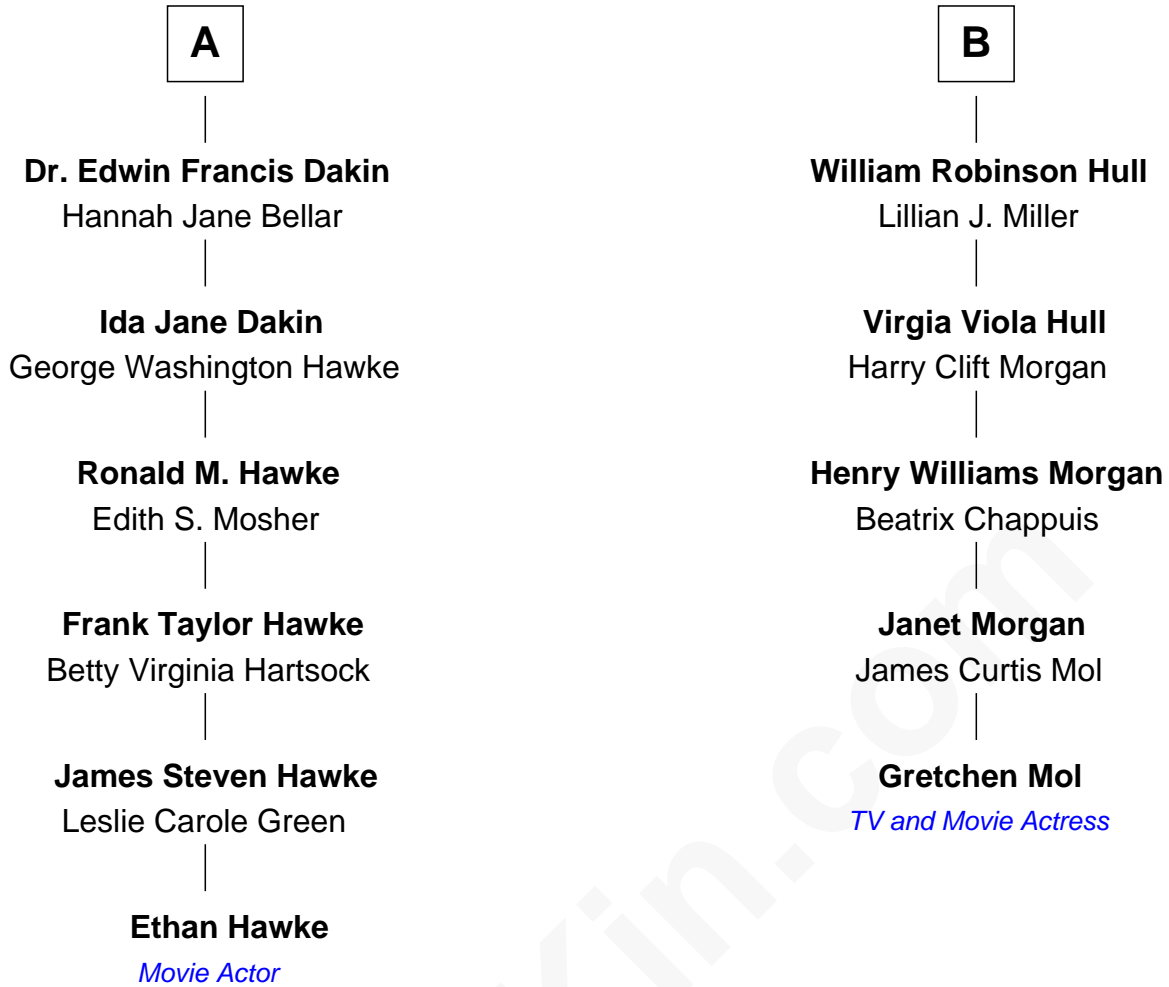 A
Dr. Edwin Francis Dakin
Hannah Jane Bellar
Ida Jane Dakin
George Washington Hawke
Ronald M. Hawke
Edith S. Mosher
Frank Taylor Hawke
Betty Virginia Hartsock
James Steven Hawke
Leslie Carole Green
Ethan Hawke
Movie Actor
B
William Robinson Hull
Lillian J. Miller
Virgia Viola Hull
Harry Clift Morgan
Henry Williams Morgan
Beatrix Chappuis
Janet Morgan
James Curtis Mol
Gretchen Mol
TV and Movie Actress
in.com